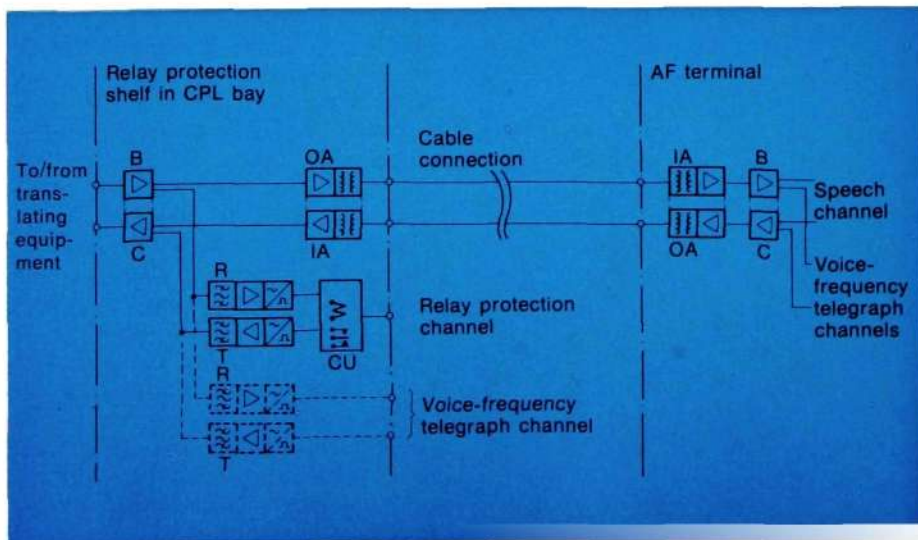 Relay protection
shelf in CPL bay
AF terminal
To/from
trans-
lating
equip-
ment
B
OA
Cable
connection
IA
B
C
IA
OA
C
Speech
channel
Voice-
frequency
telegraph
channels
R
T
CU
Relay protection
channel
R
T
Voice-frequency
telegraph channel